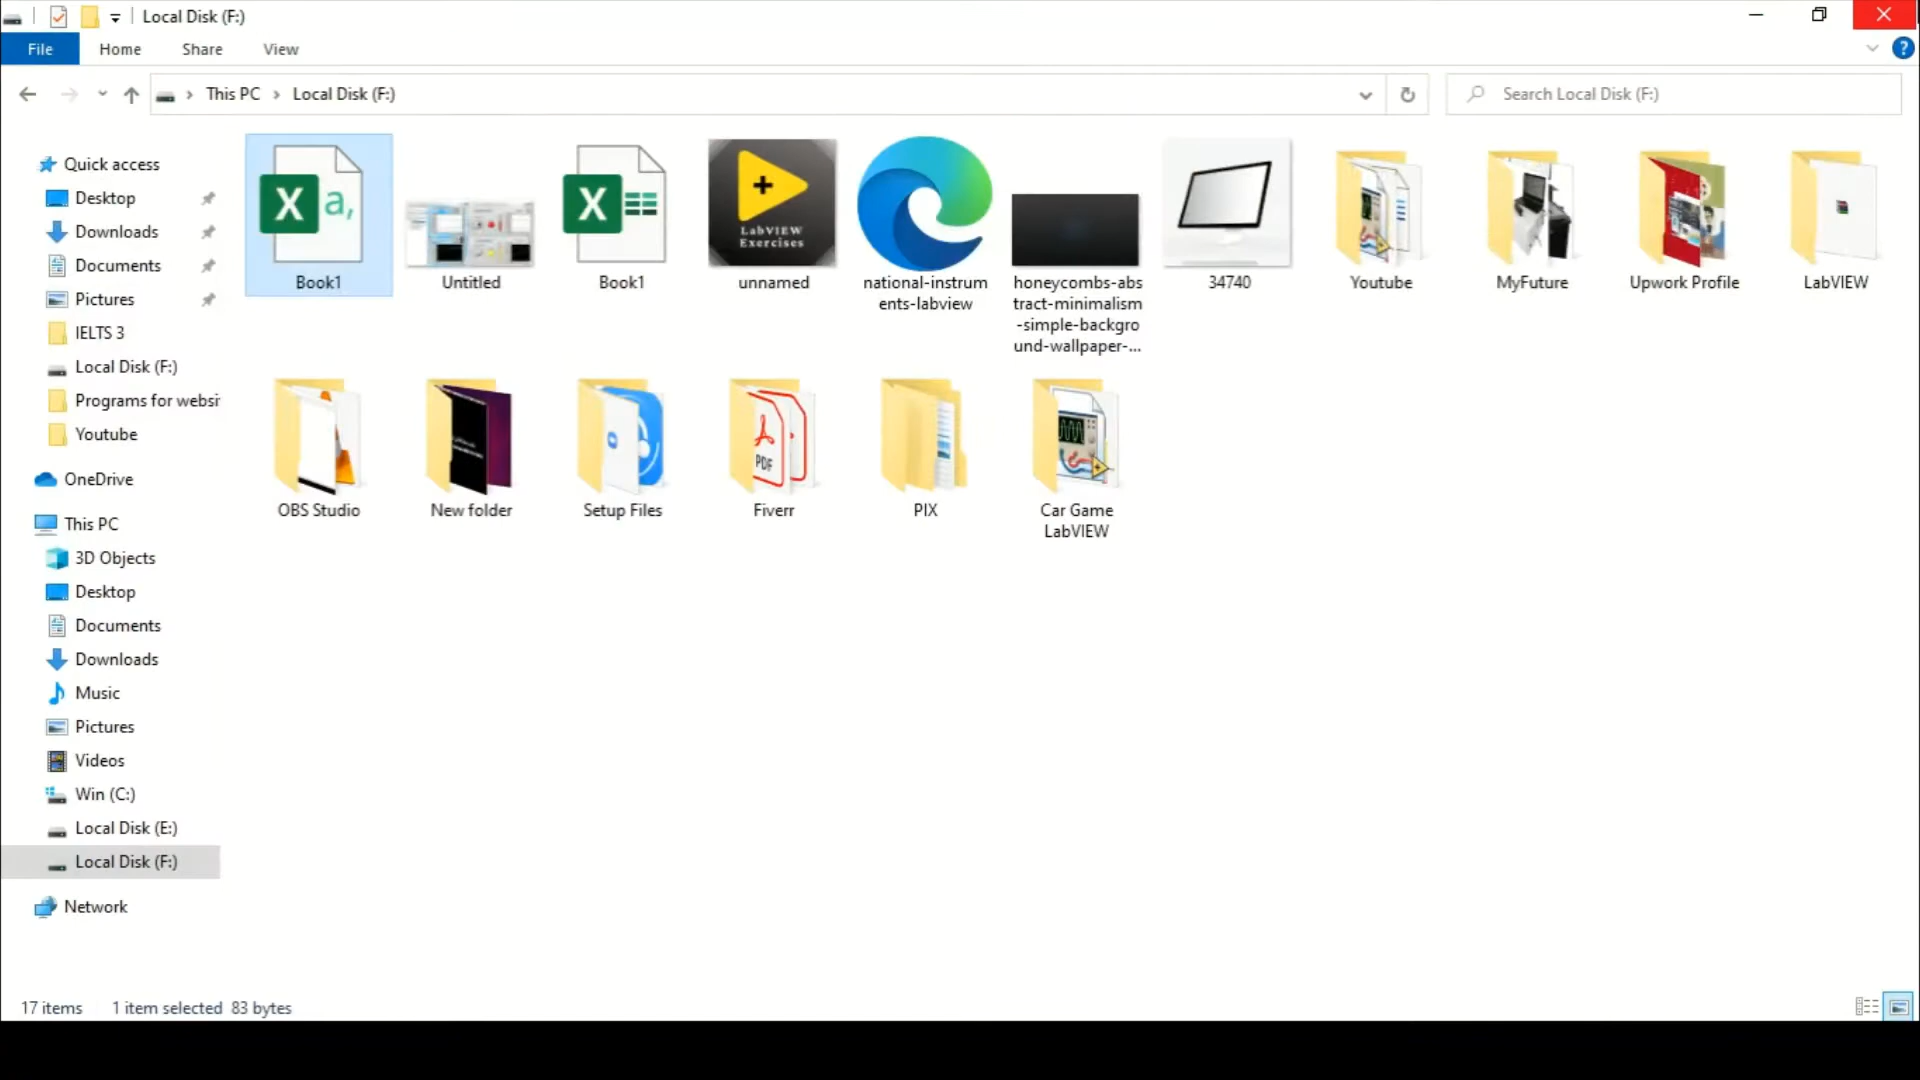 Local Disk (F:)
File Home Share View
This PC Local Disk (F:)
Search Local Disk (F:)
Quick access
Desktop
Downloads
Documents
Pictures
IELTS 3
Local Disk (F:)
Programs for websi
Youtube
OneDrive
This PC
3D Objects
Desktop
Documents
Downloads
Music
Pictures
Videos
Win (C:)
Local Disk (E:)
Local Disk (F:)
Network
X a,
Book1
Untitled
X
Book1
LabVIEW
Exercises
unnamed
national-instrum
ents-labview
honeycombs-abs
tract-minimalism
-simple-backgro
und-wallpaper-...
34740
Youtube
MyFuture
Upwork Profile
LabVIEW
OBS Studio
New folder
Setup Files
PDF
Fiverr
PIX
Car Game
LabVIEW
17 items 1 item selected 83 bytes